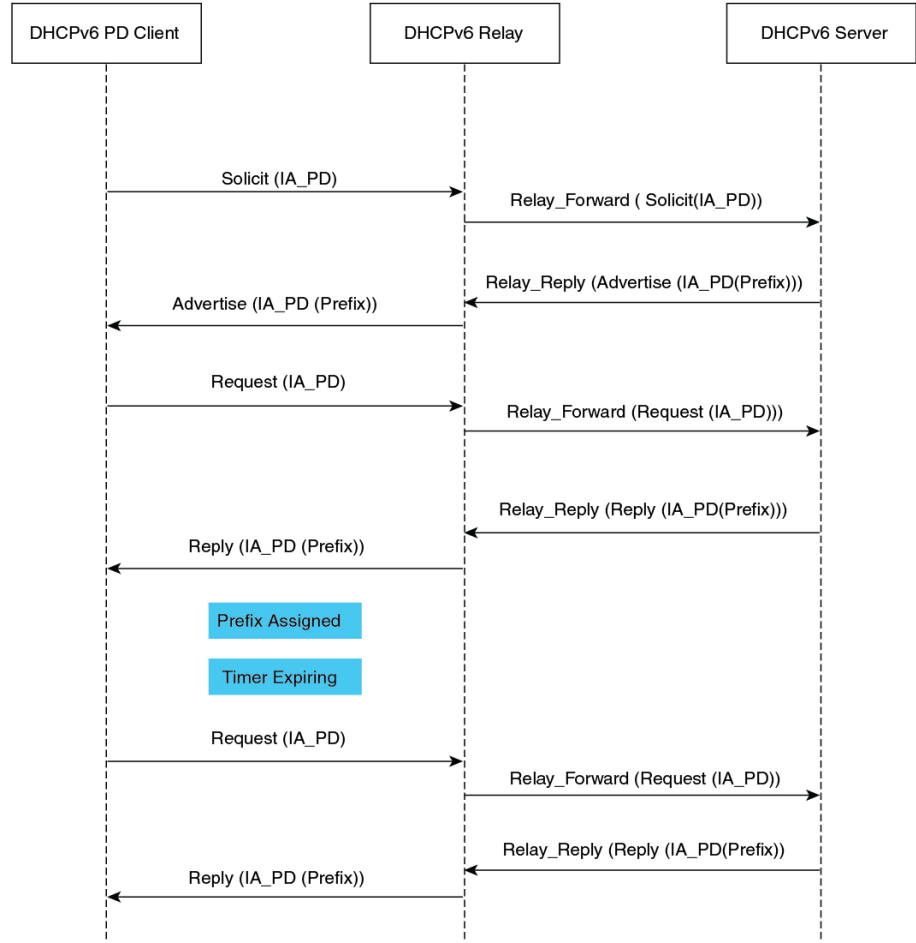 DHCPv6 PD Client
DHCPv6 Relay
DHCPv6 Server
Solicit (IA_PD)
Relay_Forward ( Solicit(IA_PD))
Relay_Reply (Advertise (IA_PD(Prefix)))
Advertise (IA_PD (Prefix))
Request (IA_PD)
Relay_Forward (Request (IA_PD)))
Relay_Reply (Reply (IA_PD(Prefix)))
Reply (IA_PD (Prefix))
Prefix Assigned
Timer Expiring
Request (IA_PD)
Relay_Forward (Request (IA_PD))
Relay_Reply (Reply (IA_PD(Prefix))
Reply (IA_PD (Prefix))